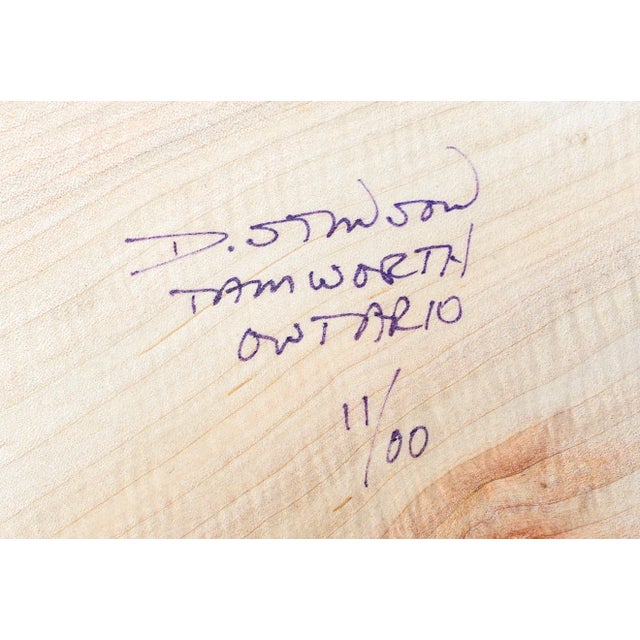 D. STINSON
TAMWORTH
ONTARIO
11/00